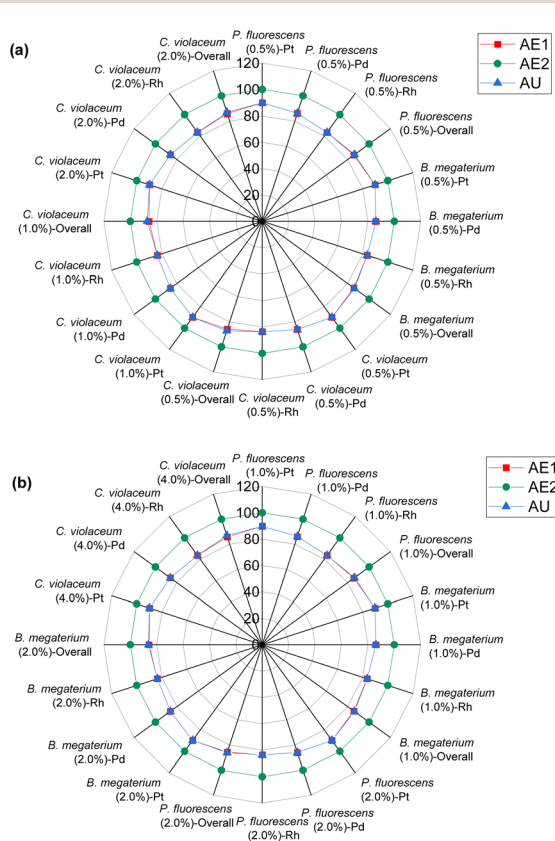 (a)
P. fluorescens
(0.5%)-Pt
P. fluorescens
(0.5%)-Pd
P. fluorescens
(0.5%)-Rh
P. fluorescens
(0.5%)-Overall
B. megaterium
(0.5%)-Pt
B. megaterium
(0.5%)-Pd
B. megaterium
(0.5%)-Rh
B. megaterium
(0.5%)-Overall
C. violaceum
(0.5%)-Pt
C. violaceum
(0.5%)-Pd
C. violaceum
(0.5%)-Rh
C. violaceum
(0.5%)-Overall
C. violaceum
(1.0%)-Pt
C. violaceum
(1.0%)-Pd
C. violaceum
(1.0%)-Rh
C. violaceum
(1.0%)-Overall
C. violaceum
(2.0%)-Pt
C. violaceum
(2.0%)-Pd
C. violaceum
(2.0%)-Rh
C. violaceum
(2.0%)-Overall
120
100
80
60
40
20
0
AE1
AE2
AU
(b)
P. fluorescens
(1.0%)-Pt
P. fluorescens
(1.0%)-Pd
P. fluorescens
(1.0%)-Rh
P. fluorescens
(1.0%)-Overall
B. megaterium
(1.0%)-Pt
B. megaterium
(1.0%)-Pd
B. megaterium
(1.0%)-Rh
B. megaterium
(1.0%)-Overall
P. fluorescens
(2.0%)-Pt
P. fluorescens
(2.0%)-Pd
P. fluorescens
(2.0%)-Rh
P. fluorescens
(2.0%)-Overall
B. megaterium
(2.0%)-Pt
B. megaterium
(2.0%)-Pd
B. megaterium
(2.0%)-Rh
B. megaterium
(2.0%)-Overall
C. violaceum
(4.0%)-Pt
C. violaceum
(4.0%)-Pd
C. violaceum
(4.0%)-Rh
C. violaceum
(4.0%)-Overall
120
100
80
60
40
20
0
AE1
AE2
AU